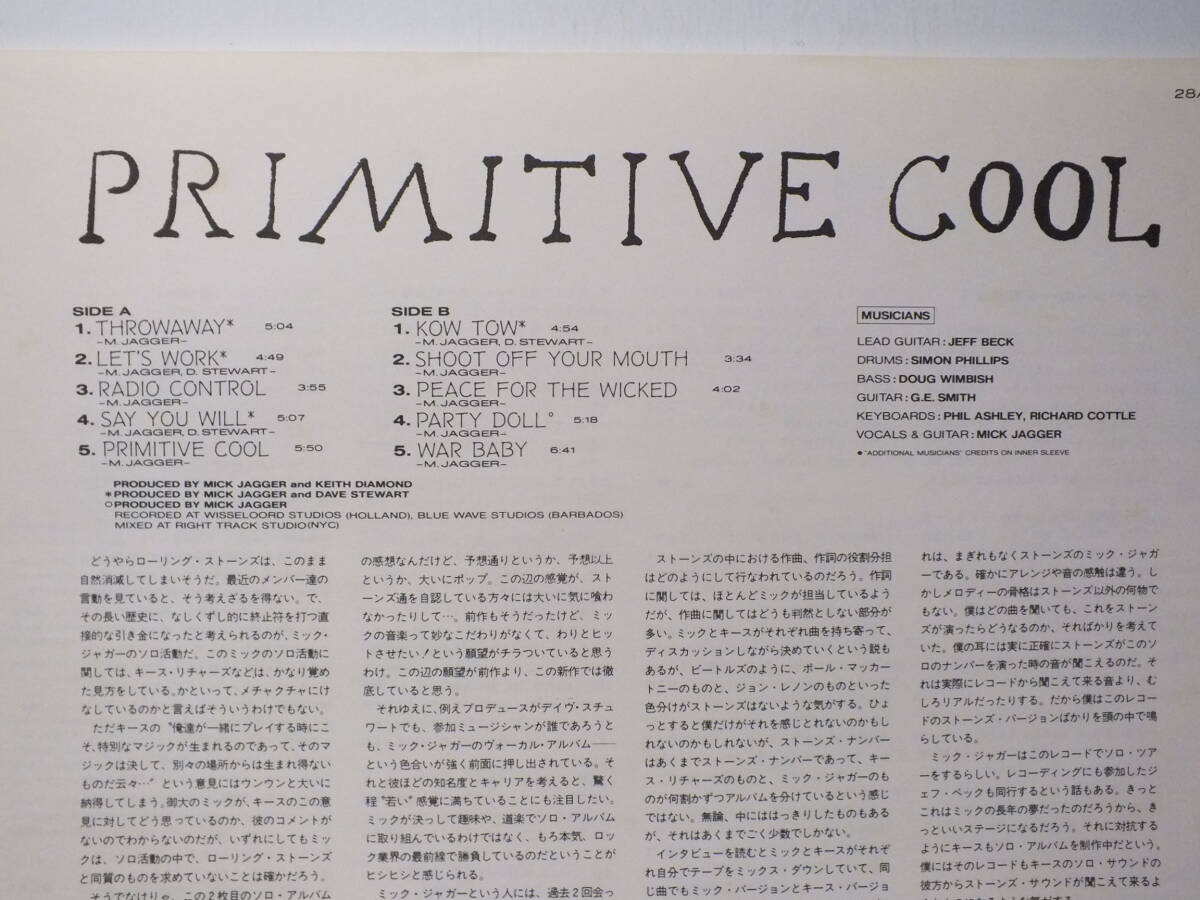 28
PRIMITIVE COOL
SIDE A
1. THROWAWAY* 5:04
-M. JAGGER-
2. LET'S WORK* 4:49
-M. JAGGER, D. STEWART-
3. RADIO CONTROL 3:55
-M. JAGGER-
4. SAY YOU WILL* 5:07
-M. JAGGER, D. STEWART-
5. PRIMITIVE COOL 5:50
-M. JAGGER-
SIDE B
1. KOW TOW* 4:54
-M. JAGGER, D. STEWART-
2. SHOOT OFF YOUR MOUTH 3:34
-M. JAGGER-
3. PEACE FOR THE WICKED 4:02
-M. JAGGER-
4. PARTY DOLL° 5:18
-M. JAGGER-
5. WAR BABY 6:41
-M. JAGGER-
MUSICIANS
LEAD GUITAR : JEFF BECK
DRUMS : SIMON PHILLIPS
BASS : DOUG WIMBISH
GUITAR : G.E. SMITH
KEYBOARDS : PHIL ASHLEY, RICHARD COTTLE
VOCALS & GUITAR : MICK JAGGER
● "ADDITIONAL MUSICIANS" CREDITS ON INNER SLEEVE
PRODUCED BY MICK JAGGER and KEITH DIAMOND
*PRODUCED BY MICK JAGGER and DAVE STEWART
○PRODUCED BY MICK JAGGER
RECORDED AT WISSELOORD STUDIOS (HOLLAND), BLUE WAVE STUDIOS (BARBADOS)
MIXED AT RIGHT TRACK STUDIO(NYC)
どうやらローリング・ストーンズは、このまま
自然消滅してしまいそうだ。最近のメンバー達の
言動を見ていると、そう考えざるを得ない。で、
その長い歴史に、なしくずし的に終止符を打つ直
接的な引き金になったと考えられるのが、ミック・
ジャガーのソロ活動だ。このミックのソロ活動に
関しては、キース・リチャーズなどは、かなり覚め
た見方をしている。かといって、メチャクチャにけ
なしているのかと言えばそういうわけでもない。
ただキースの〝俺達が一緒にプレイする時にこ
そ、特別なマジックが生まれるのであって、そのマ
ジックは決して、別々の場所からは生まれ得ない
ものだ云々…〟という意見にはウンウンと大いに
納得してしまう。御大のミックが、キースのこの意
見に対してどう思っているのか、彼のコメントが
ないのでわからないのだが、いずれにしてもミッ
クは、ソロ活動の中で、ローリング・ストーンズ
と同質のものを求めていないことは確かだろう。
そうでなけりゃ、この2枚目のソロ・アルバム
の感想なんだけど、予想通りというか、予想以上
というか、大いにポップ。この辺の感覚が、スト
ーンズ通を自認している方々には大いに気に喰わ
なかったりして…。前作もそうだったけど、ミッ
クの音楽って妙なこだわりがなくて、わりとヒッ
トさせたい!という願望がチラついていると思う
わけ。この辺の願望が前作より、この新作では徹
底していると思う。
それゆえに、例えプロデュースがデイヴ・スチュ
ワートでも、参加ミュージシャンが誰であろうと
も、ミック・ジャガーのヴォーカル・アルバム――
という色合いが強く前面に押し出されている。そ
れと彼ほどの知名度とキャリアを考えると、驚く
程〝若い〟感覚に満ちていることにも注目したい。
ミックが決っして趣味や、道楽でソロ・アルバム
に取り組んでいるわけではなく、もろ本気、ロッ
ク業界の最前線で勝負しているのだということが
ヒシヒシと感じられる。
ミック・ジャガーという人には、過去2回会っ
ストーンズの中における作曲、作詞の役割分担
はどのようにして行なわれているのだろう。作詞
に関しては、ほとんどミックが担当しているよう
だが、作曲に関してはどうも判然としない部分が
多い。ミックとキースがそれぞれ曲を持ち寄って、
ディスカッションしながら決めていくという説も
あるが、ビートルズのように、ポール・マッカー
トニーのものと、ジョン・レノンのものといった
色分けがストーンズはないような気がする。ひょ
っとすると僕だけがそれを感じとれないのかもし
れないのかもしれないが、ストーンズ・ナンバー
はあくまでストーンズ・ナンバーであって、キー
ス・リチャーズのものと、ミック・ジャガーのも
のが何割かずつアルバムを分けているという感じ
ではない。無論、中にははっきりしたものもある
が、それはあくまでごく少数でしかない。
インタビューを読むとミックとキースがそれぞ
れ自分でテープをミックス・ダウンしていて、同
じ曲でもミック・バージョンとキース・バージョ
れは、まぎれもなくストーンズのミック・ジャガ
ーである。確かにアレンジや音の感触は違う。し
かしメロディーの骨格はストーンズ以外の何物で
もない。僕はどの曲を聞いても、これをストーン
ズが演ったらどうなるのか、そればかりを考えて
いた。僕の耳には実に正確にストーンズがこのソ
ロのナンバーを演った時の音が聞こえるのだ。そ
れは実際にレコードから聞こえて来る音より、む
しろリアルだったりする。だから僕はこのレコー
ドのストーンズ・バージョンばかりを頭の中で鳴
らしている。
ミック・ジャガーはこのレコードでソロ・ツア
ーをするらしい。レコーディングにも参加したジ
ェフ・ベックも同行するという話もある。きっと
これはミックの長年の夢だったのだろうから、き
っといいステージになるだろう。それに対抗する
ようにキースもソロ・アルバムを制作中だという。
僕にはそのレコードもキースのソロ・サウンドの
彼方からストーンズ・サウンドが聞こえて来るよ